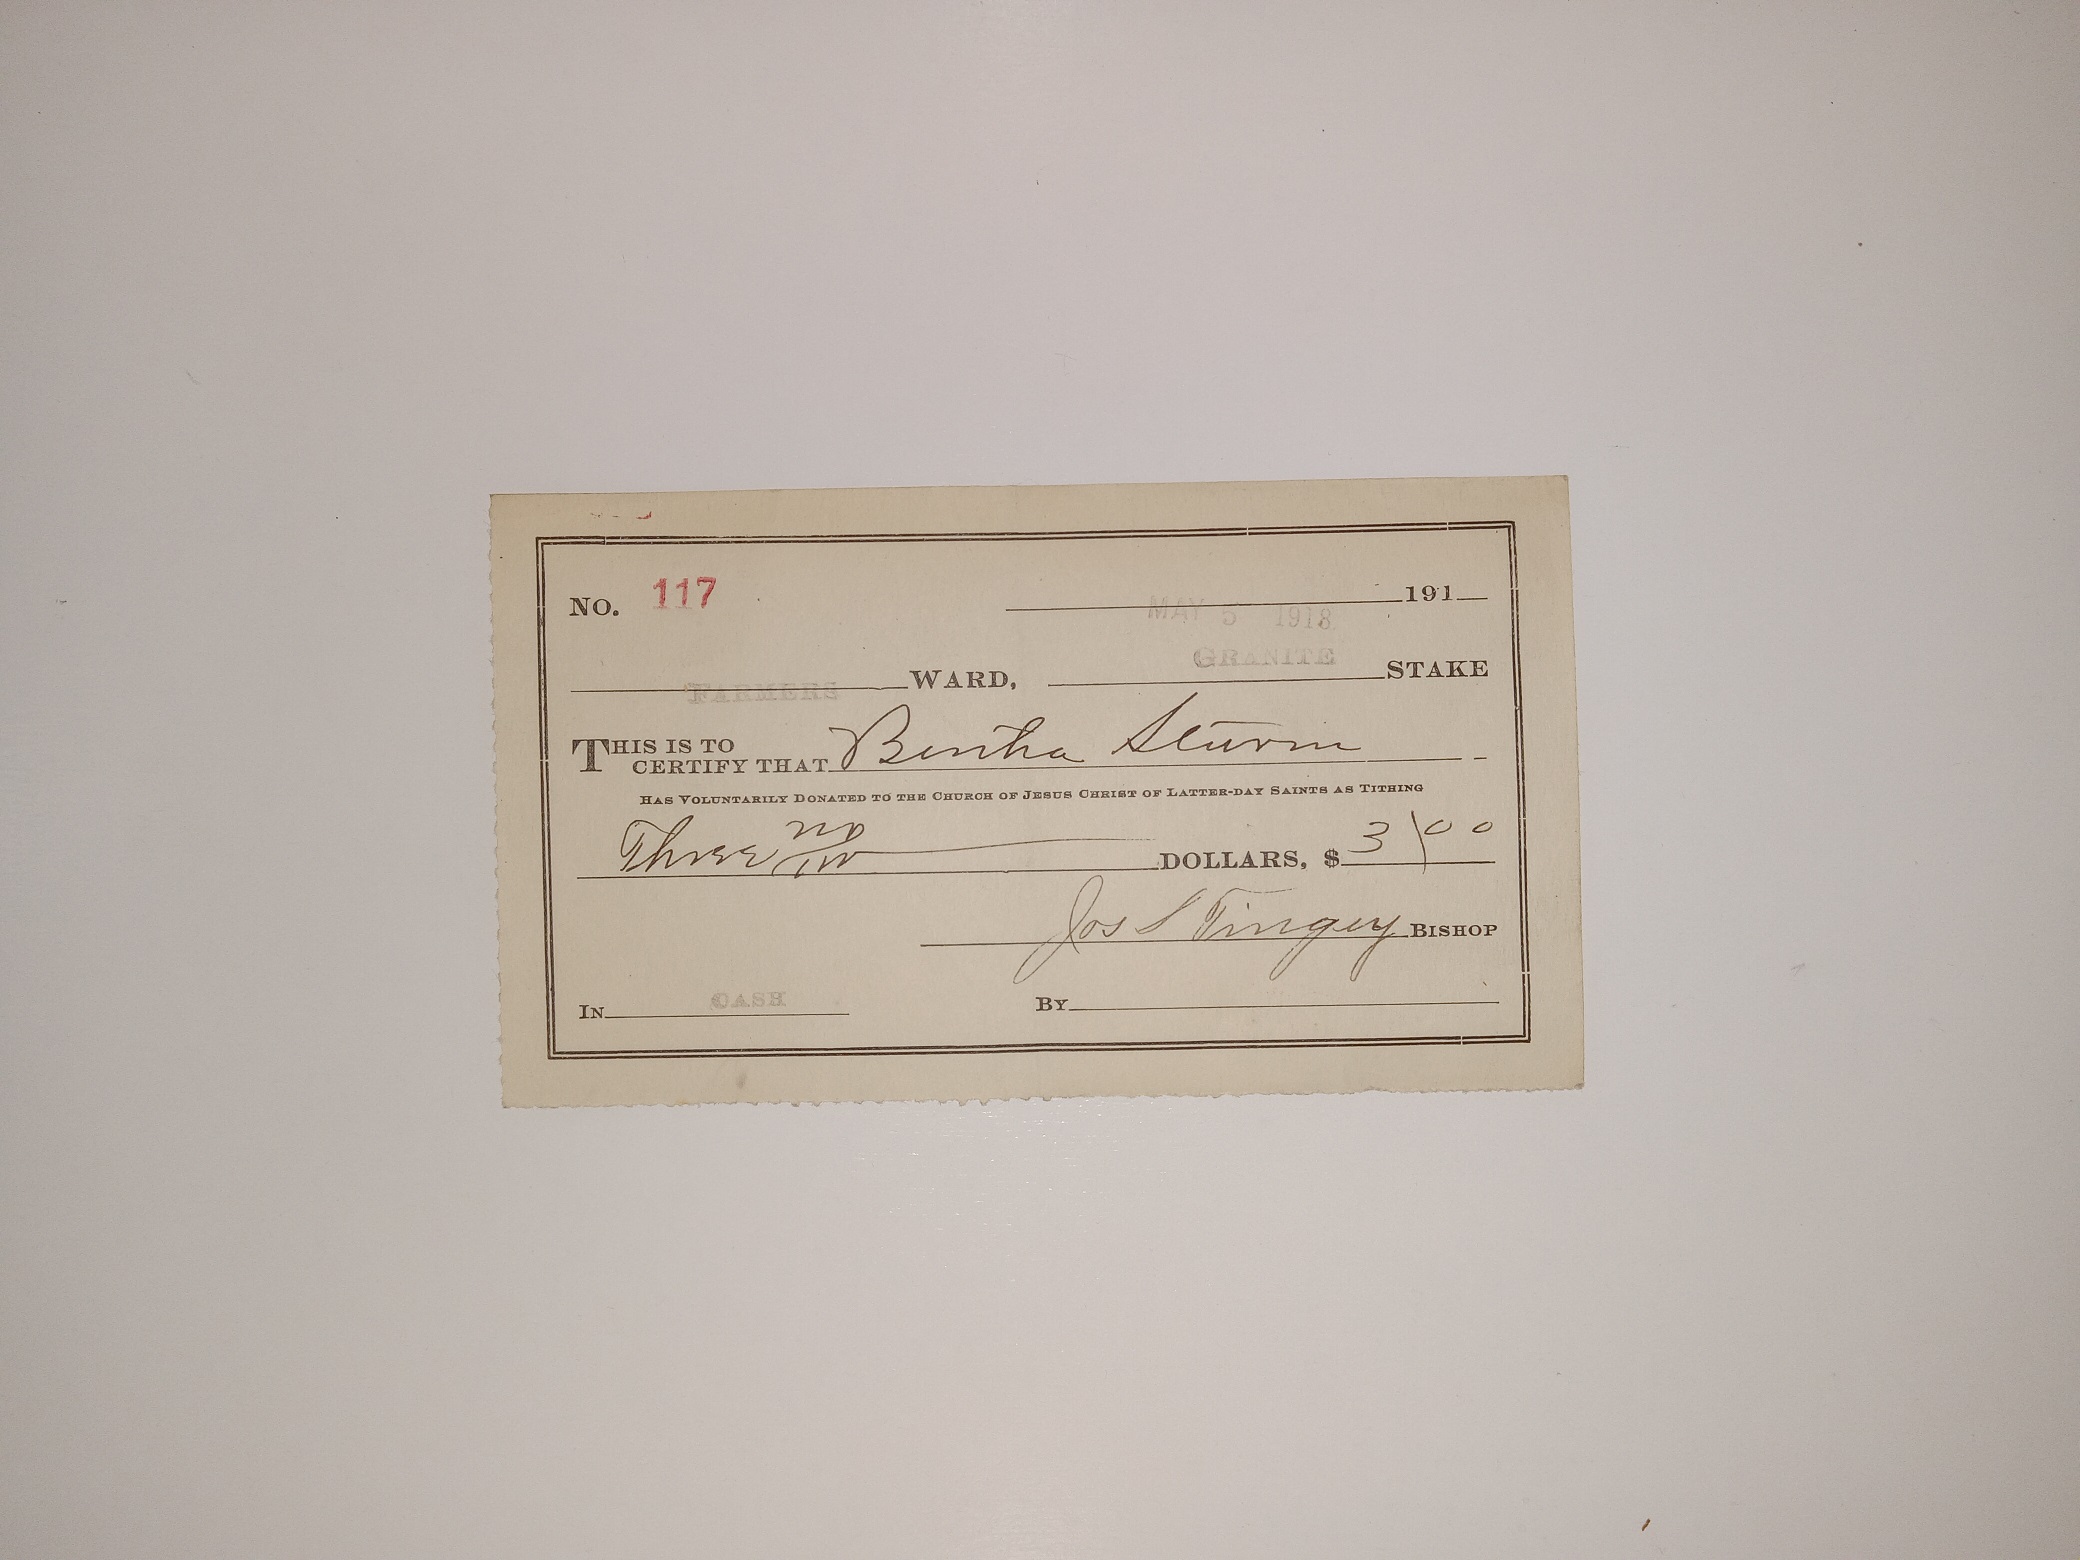 NO. 117 191
MAY 5 1918
FARMERS WARD, GRANITE STAKE
THIS IS TO CERTIFY THAT Bertha Sturm
HAS VOLUNTARILY DONATED TO THE CHURCH OF JESUS CHRIST OF LATTER-DAY SAINTS AS TITHING
Three no/100 DOLLARS, $ 3 00
Jos S Tingey BISHOP
IN CASH BY